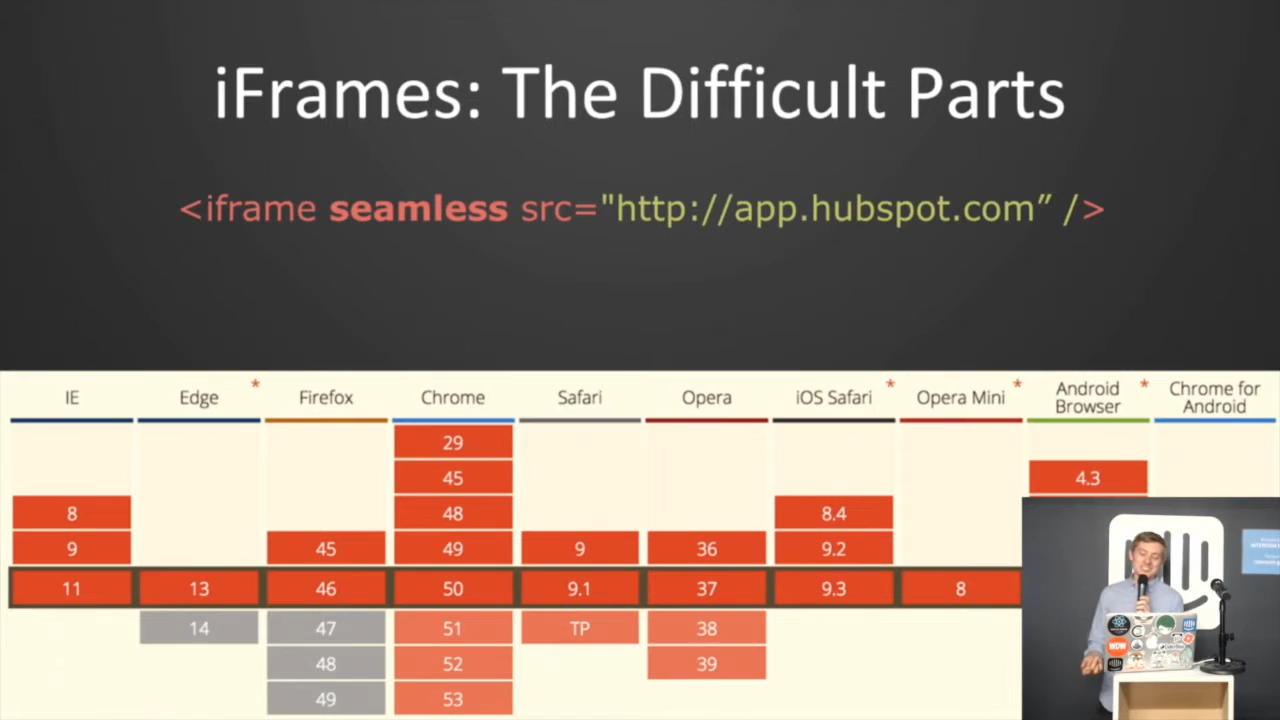 iFrames: The Difficult Parts
<iframe seamless src="http://app.hubspot.com” />
IE Edge * Firefox Chrome Safari Opera iOS Safari * Opera Mini * Android Browser * Chrome for Android
29
45 4.3
8 48 8.4
9 45 49 9 36 9.2
11 13 46 50 9.1 37 9.3 8
14 47 51 TP 38
48 52 39
49 53
WDW